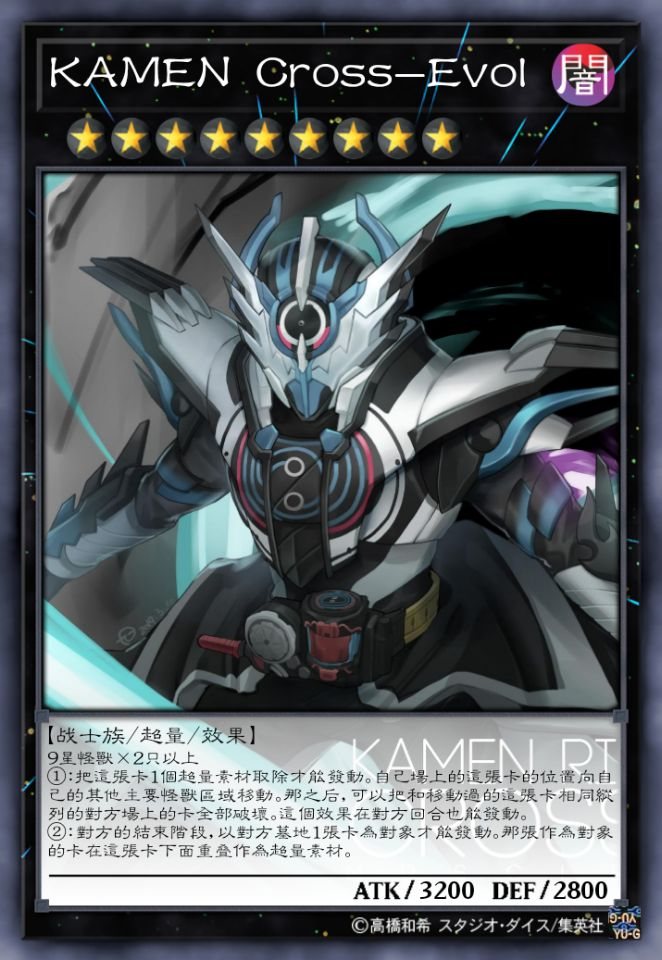 KAMEN Cross-Evol
闇
【战士族/超量/效果】
9星怪獸×2只以上
①:把這張卡1個超量素材取除才能發動。自己場上的這張卡的位置向自
己的其他主要怪獸區域移動。那之后,可以把和移動過的這張卡相同縱
列的對方場上的卡全部破壞。這個效果在對方回合也能發動。
②:對方的結束階段,以對方基地1張卡為對象才能發動。那張作為對象
的卡在這張卡下面重叠作為超量素材。
KAMEN RI
CROSS
ATK/3200 DEF/2800
©高橋和希 スタジオ・ダイス/集英社